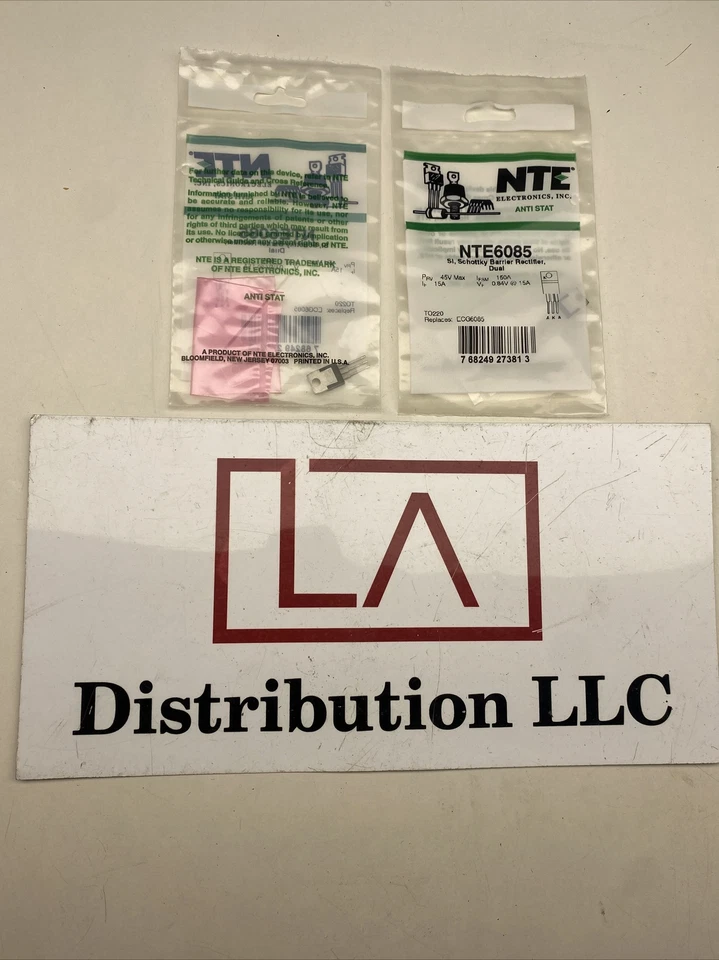 For further data on this device, refer to NTE
Technical Guide and Cross Reference.
Information furnished by NTE is believed to
be accurate and reliable. However, NTE
assumes no responsibility for its use, nor
for any infringements of patents or other
rights of third parties which may result from
its use. No license is granted by implication
or otherwise under any patent rights of NTE.
NTE IS A REGISTERED TRADEMARK
OF NTE ELECTRONICS, INC.
ANTI STAT
A PRODUCT OF NTE ELECTRONICS, INC.
BLOOMFIELD, NEW JERSEY 07003 PRINTED IN U.S.A.
NTE®
ELECTRONICS, INC.
ANTI STAT
NTE6085
Si, Schottky Barrier Rectifier,
Dual
PRV 45V Max IFRM 150A
IF 15A VF 0.84V @ 15A
A K A
TO220
Replaces: ECG6085
7 68249 27381 3
LA
Distribution LLC